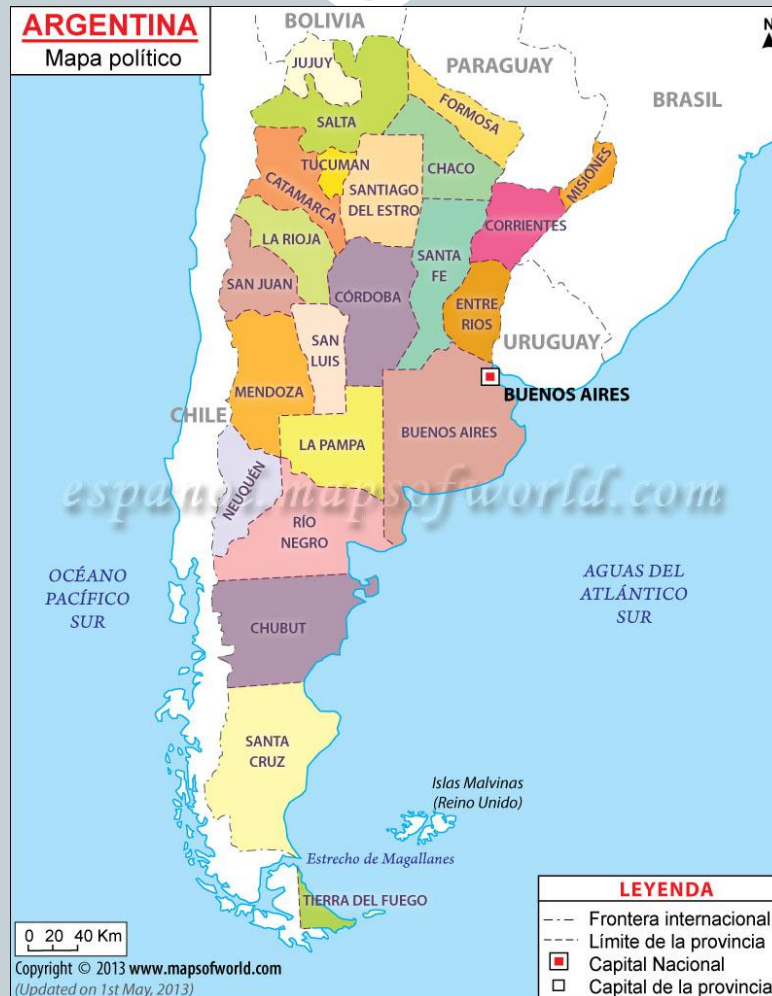 ARGENTINA
Mapa político
BOLIVIA
PARAGUAY
BRASIL
N
JUJUY
SALTA
FORMOSA
TUCUMAN
CATAMARCA
SANTIAGO
DEL ESTRO
CHACO
MISIONES
CORRIENTES
LA RIOJA
SANTA
FE
SAN JUAN
CÓRDOBA
ENTRE
RIOS
SAN
LUIS
URUGUAY
MENDOZA
BUENOS AIRES
CHILE
LA PAMPA
BUENOS AIRES
NEUQUÉN
RÍO
NEGRO
OCÉANO
PACÍFICO
SUR
AGUAS DEL
ATLÁNTICO
SUR
CHUBUT
SANTA
CRUZ
Islas Malvinas
(Reino Unido)
Estrecho de Magallanes
TIERRA DEL FUEGO
LEYENDA
Frontera internacional
Límite de la provincia
Capital Nacional
Capital de la provincia
0 20 40 Km
Copyright © 2013 www.mapsofworld.com
(Updated on 1st May, 2013)